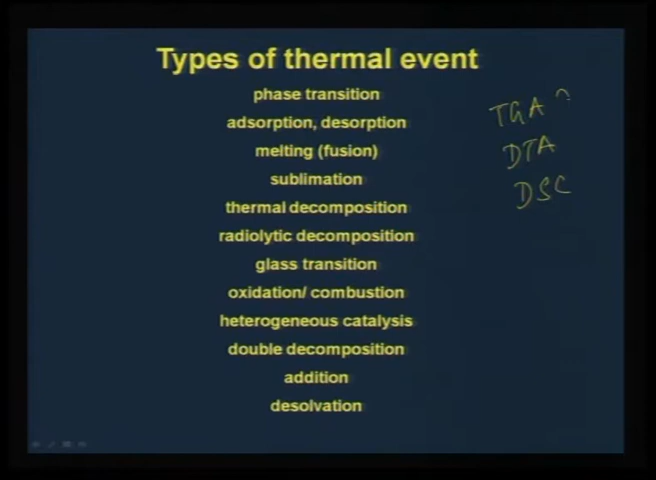 Types of thermal event
phase transition
adsorption, desorption
melting (fusion)
sublimation
thermal decomposition
radiolytic decomposition
glass transition
oxidation/ combustion
heterogeneous catalysis
double decomposition
addition
desolvation
TGA
DTA
DSC